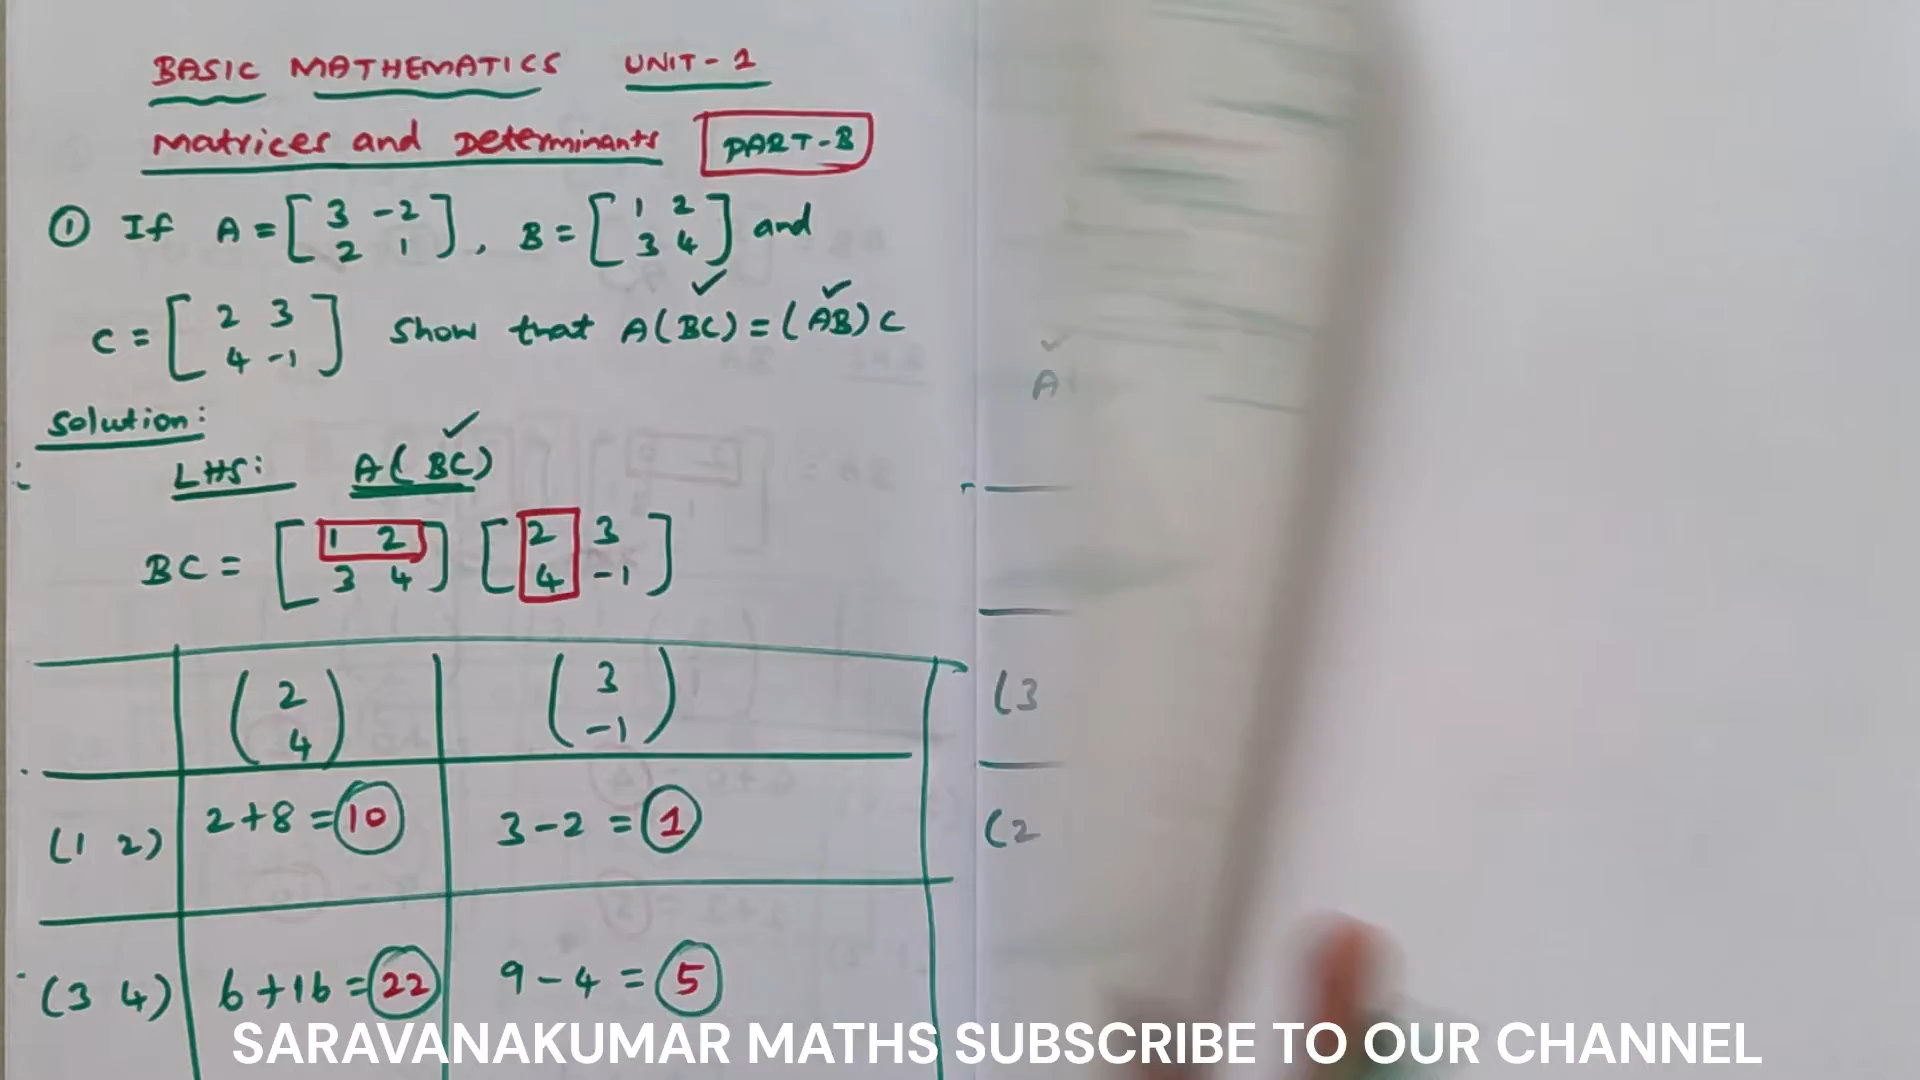 BASIC MATHEMATICS UNIT-1
Matrices and Determinants PART-B
① If A = [ 3 -2 ], B = [ 1 2 ] and
2 1 3 4
C = [ 2 3 ] Show that A(BC) = (AB)C
4 -1
Solution:
LHS: A(BC)
BC = [ 1 2 ] [ 2 3 ]
3 4 4 -1
( 2 ) ( 3 )
4 -1
(1 2) 2+8 = 10 3-2 = 1
(3 4) 6+16 = 22 9-4 = 5
A
(3
(2
SARAVANAKUMAR MATHS SUBSCRIBE TO OUR CHANNEL